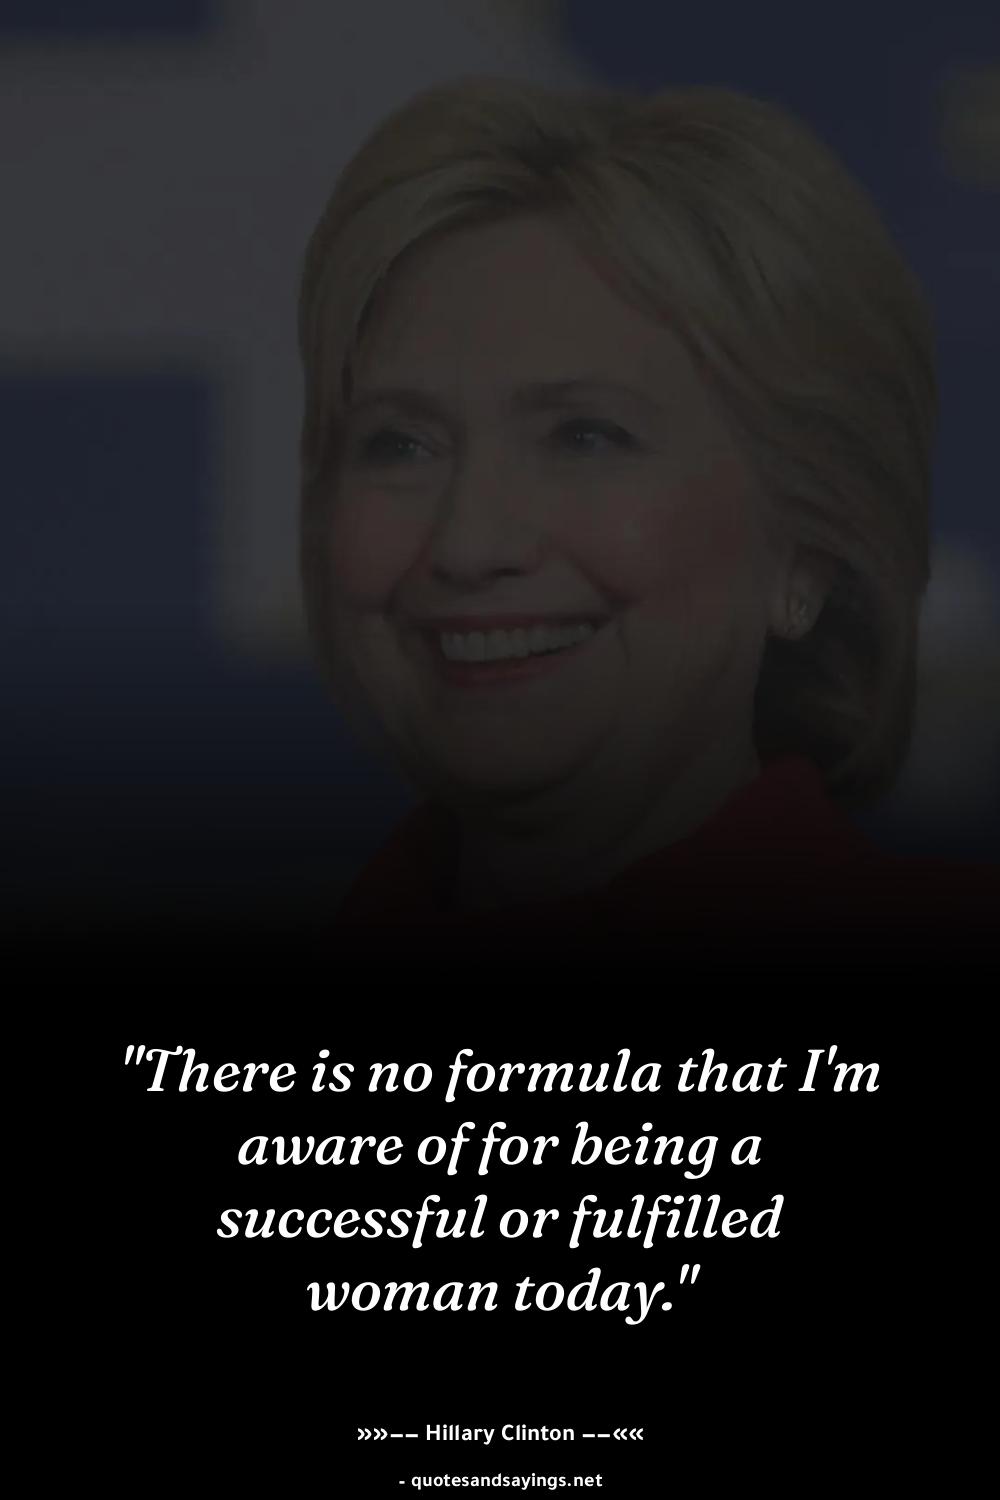 "There is no formula that I'm
aware of for being a
successful or fulfilled
woman today."
»»–– Hillary Clinton ––««
- quotesandsayings.net